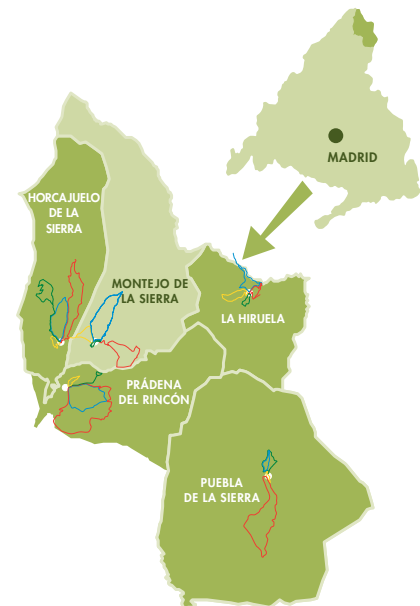 MADRID
HORCAJUELO
DE LA
SIERRA
MONTEJO DE
LA SIERRA
LA HIRUELA
PRÁDENA
DEL RINCÓN
PUEBLA
DE LA SIERRA